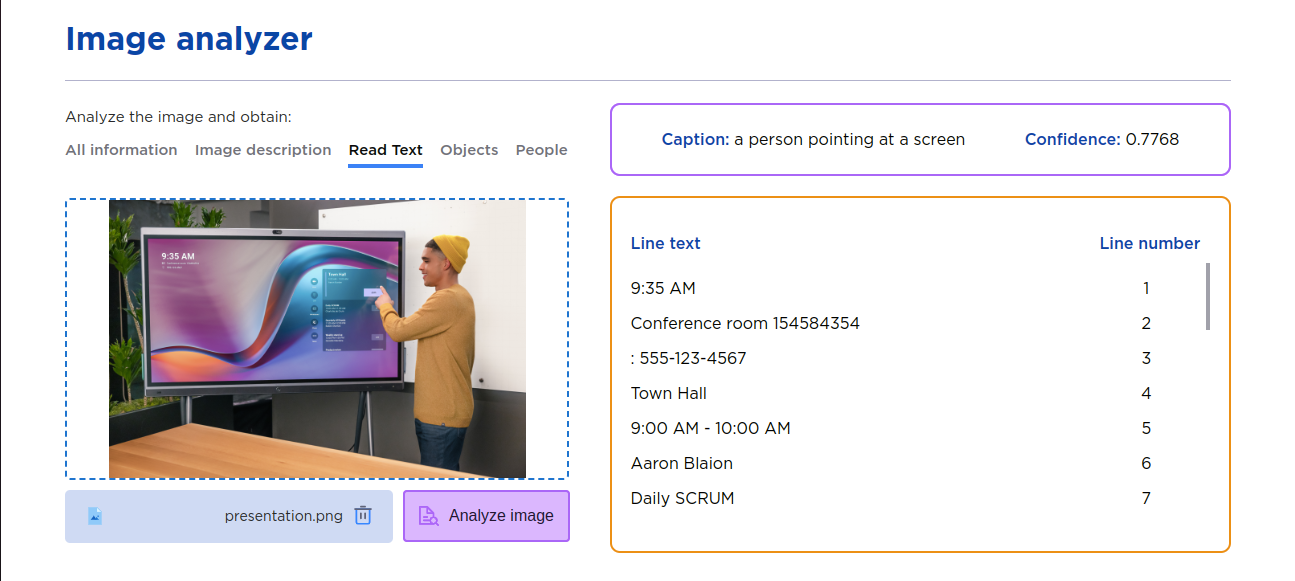 Image analyzer
Analyze the image and obtain:
All information Image description Read Text Objects People
9:35 AM
Town Hall
presentation.png
Analyze image
Caption: a person pointing at a screen Confidence: 0.7768
Line text Line number
9:35 AM 1
Conference room 154584354 2
: 555-123-4567 3
Town Hall 4
9:00 AM - 10:00 AM 5
Aaron Blaion 6
Daily SCRUM 7